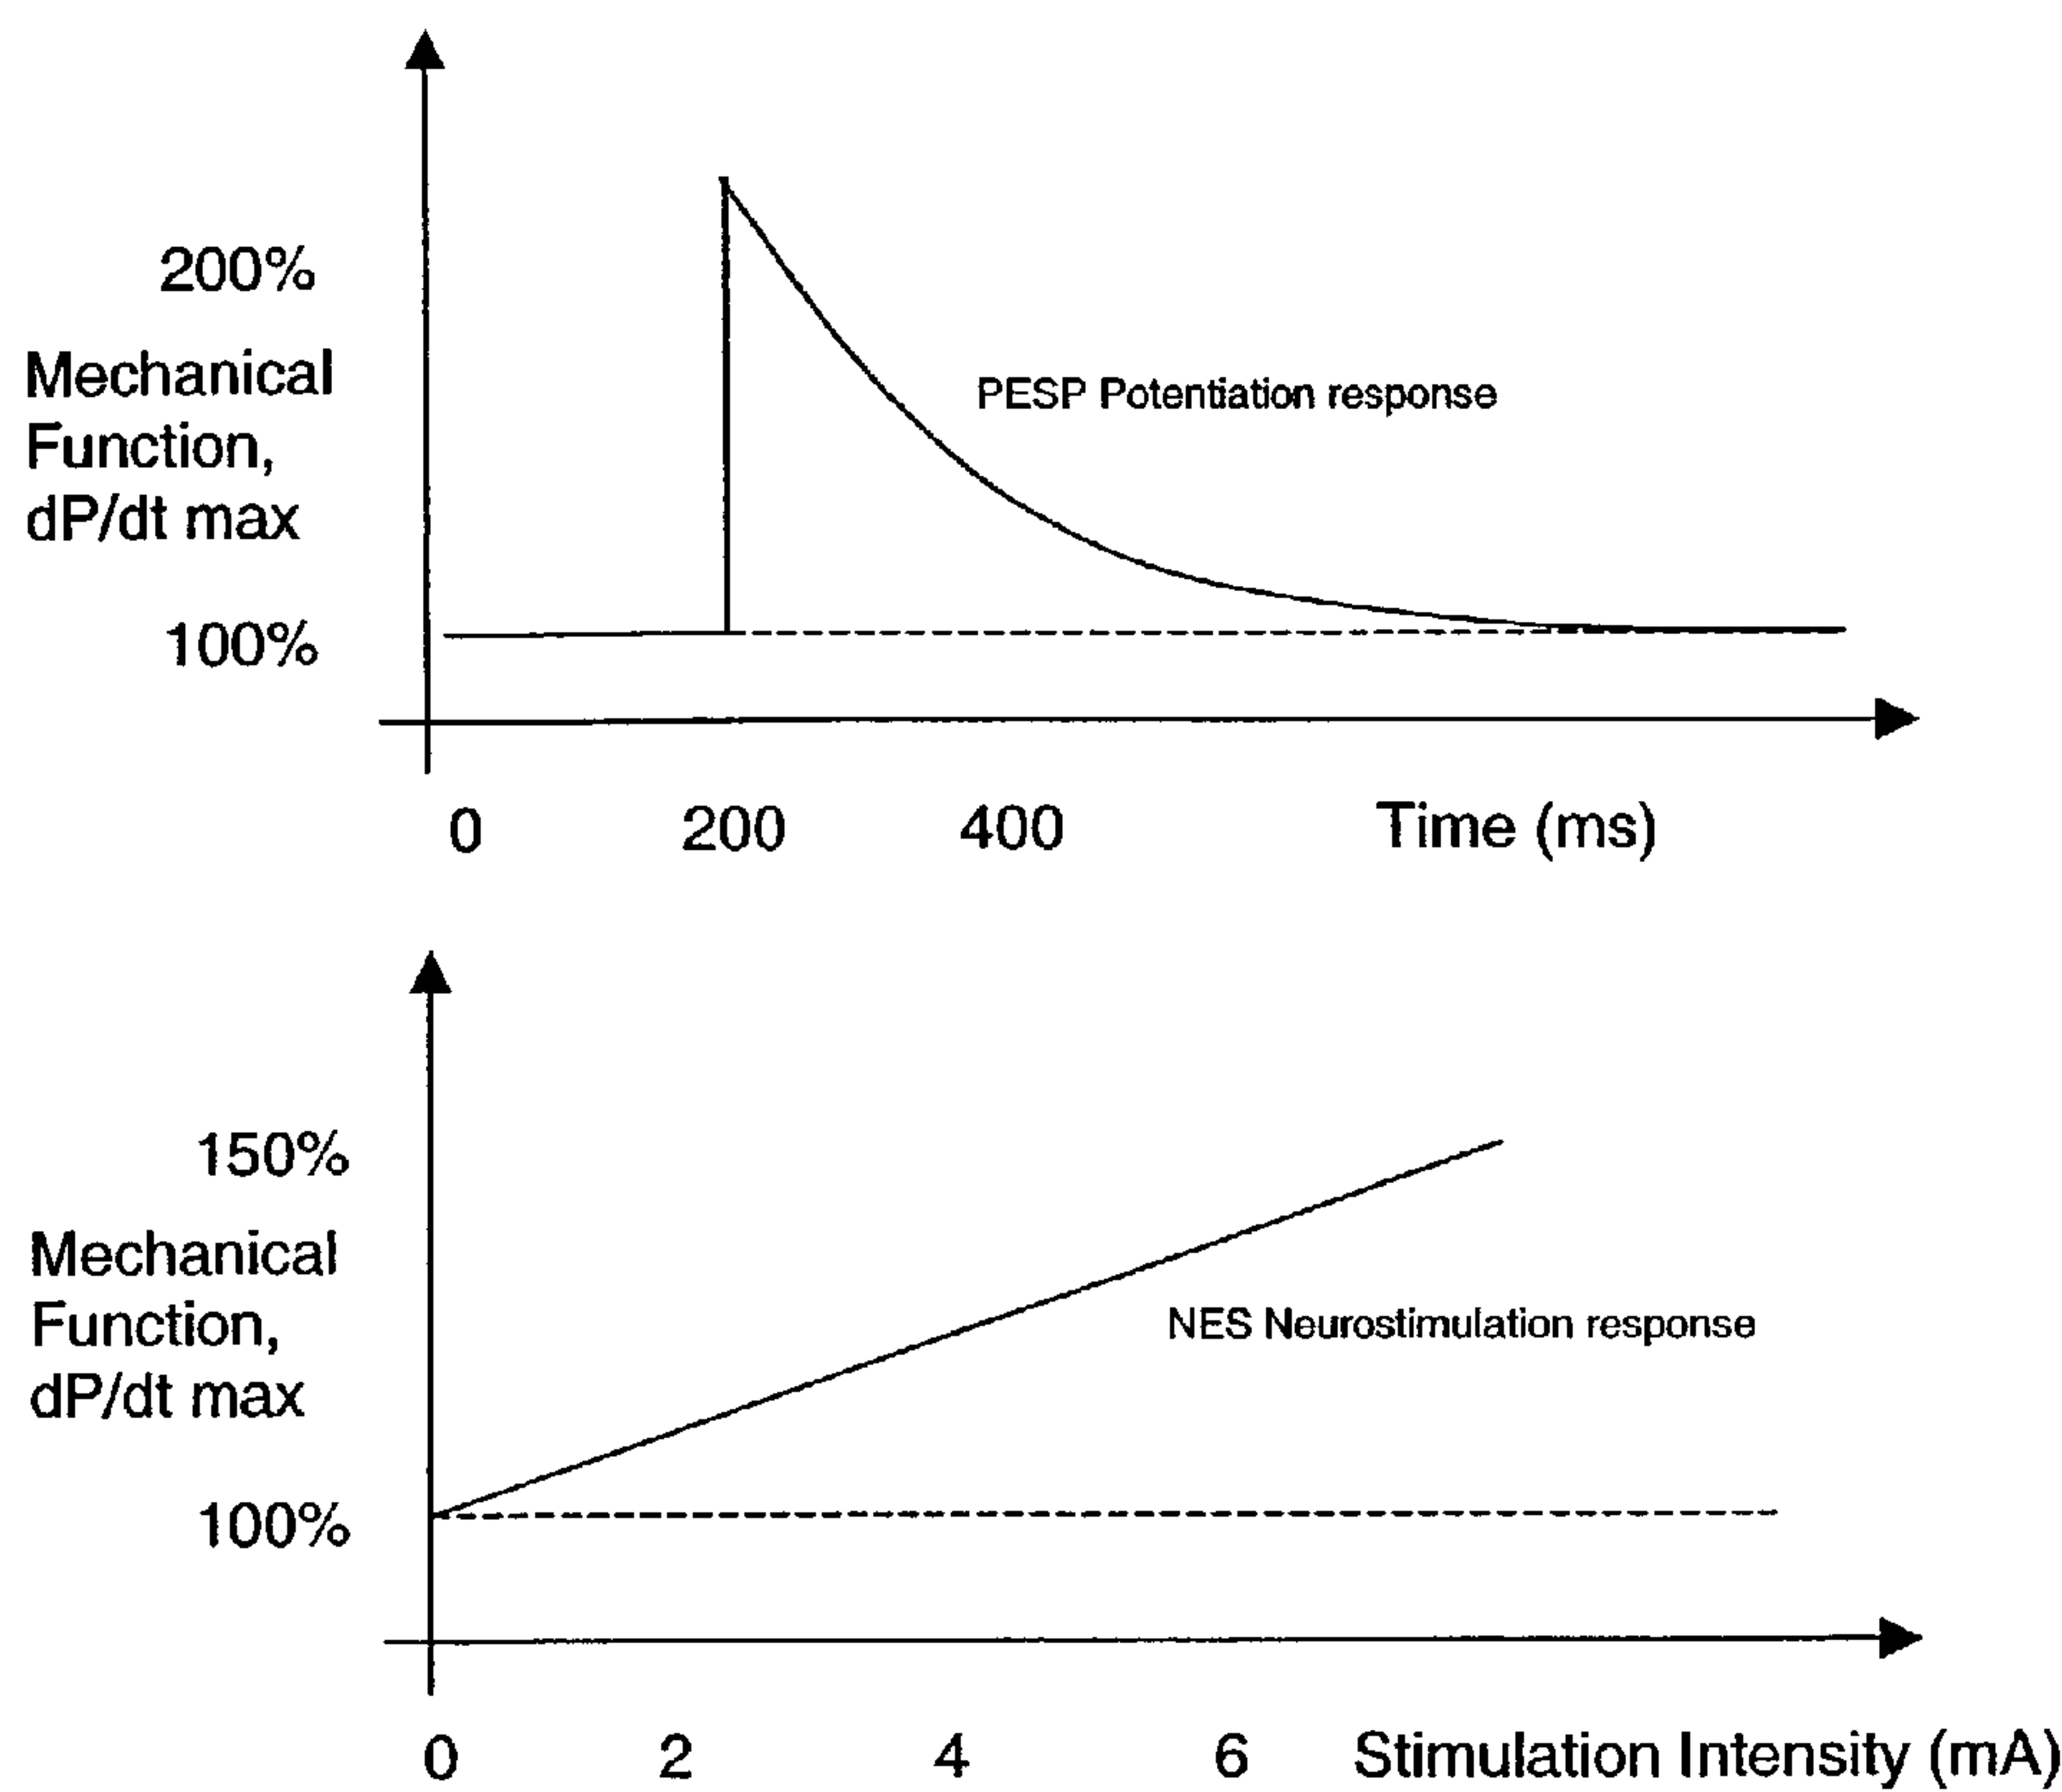 200%
Mechanical
Function,
dP/dt max
PESP Potentiation response
100%
0 200 400 Time (ms)
150%
Mechanical
Function,
dP/dt max
NES Neurostimulation response
100%
0 2 4 6 Stimulation Intensity (mA)